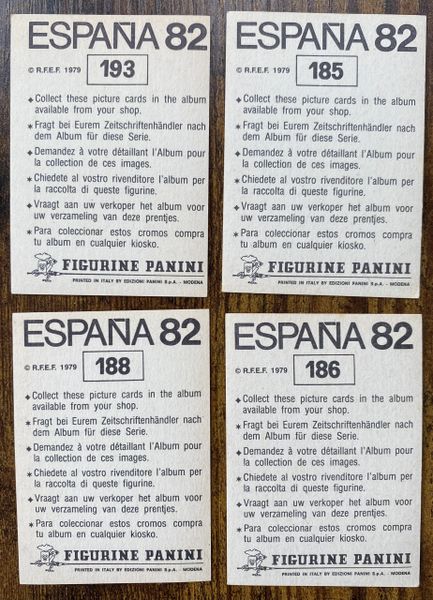 ESPAÑA 82
© R.F.E.F. 1979
193
Collect these picture cards in the album
available from your shop.
Fragt bei Eurem Zeitschriftenhändler nach
dem Album für diese Serie.
Demandez à votre détaillant l'Album pour
la collection de ces images.
Chiedete al vostro rivenditore l'album per
la raccolta di queste figurine.
Vraagt aan uw verkoper het album voor
uw verzameling van deze prentjes.
Para coleccionar estos cromos compra
tu album en cualquier kiosko.
FIGURINE PANINI
PRINTED IN ITALY BY EDIZIONI PANINI S.p.A. - MODENA
ESPAÑA 82
© R.F.E.F. 1979
185
Collect these picture cards in the album
available from your shop.
Fragt bei Eurem Zeitschriftenhändler nach
dem Album für diese Serie.
Demandez à votre détaillant l'Album pour
la collection de ces images.
Chiedete al vostro rivenditore l'album per
la raccolta di queste figurine.
Vraagt aan uw verkoper het album voor
uw verzameling van deze prentjes.
Para coleccionar estos cromos compra
tu album en cualquier kiosko.
FIGURINE PANINI
PRINTED IN ITALY BY EDIZIONI PANINI S.p.A. - MODENA
ESPAÑA 82
© R.F.E.F. 1979
188
Collect these picture cards in the album
available from your shop.
Fragt bei Eurem Zeitschriftenhändler nach
dem Album für diese Serie.
Demandez à votre détaillant l'Album pour
la collection de ces images.
Chiedete al vostro rivenditore l'album per
la raccolta di queste figurine.
Vraagt aan uw verkoper het album voor
uw verzameling van deze prentjes.
Para coleccionar estos cromos compra
tu album en cualquier kiosko.
FIGURINE PANINI
PRINTED IN ITALY BY EDIZIONI PANINI S.p.A. - MODENA
ESPAÑA 82
© R.F.E.F. 1979
186
Collect these picture cards in the album
available from your shop.
Fragt bei Eurem Zeitschriftenhändler nach
dem Album für diese Serie.
Demandez à votre détaillant l'Album pour
la collection de ces images.
Chiedete al vostro rivenditore l'album per
la raccolta di queste figurine.
Vraagt aan uw verkoper het album voor
uw verzameling van deze prentjes.
Para coleccionar estos cromos compra
tu album en cualquier kiosko.
FIGURINE PANINI
PRINTED IN ITALY BY EDIZIONI PANINI S.p.A. - MODENA